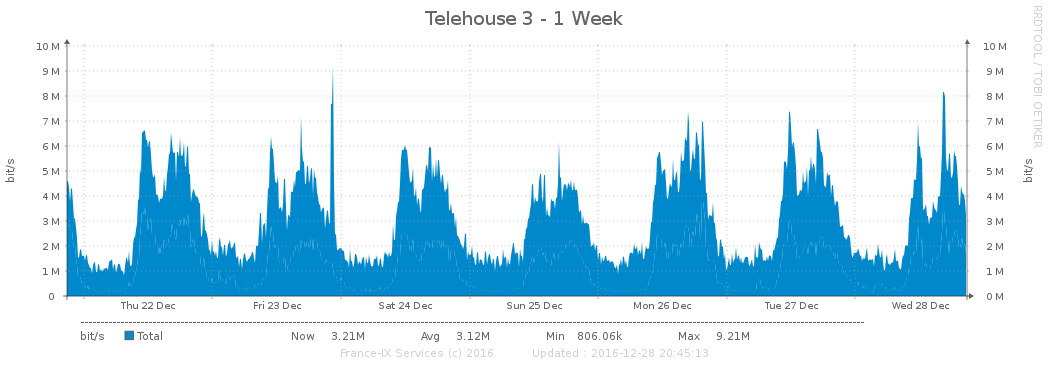 Telehouse 3 - 1 Week
RRDTOOL / TOBI OETIKER
bit/s
10 M 10 M
9 M 9 M
8 M 8 M
7 M 7 M
6 M 6 M
5 M 5 M
4 M 4 M
3 M 3 M
2 M 2 M
1 M 1 M
0 0 M
bit/s
Thu 22 Dec Fri 23 Dec Sat 24 Dec Sun 25 Dec Mon 26 Dec Tue 27 Dec Wed 28 Dec
bit/s Total Now 3.21M Avg 3.12M Min 806.06k Max 9.21M
France-IX Services (c) 2016 Updated : 2016-12-28 20:45:13